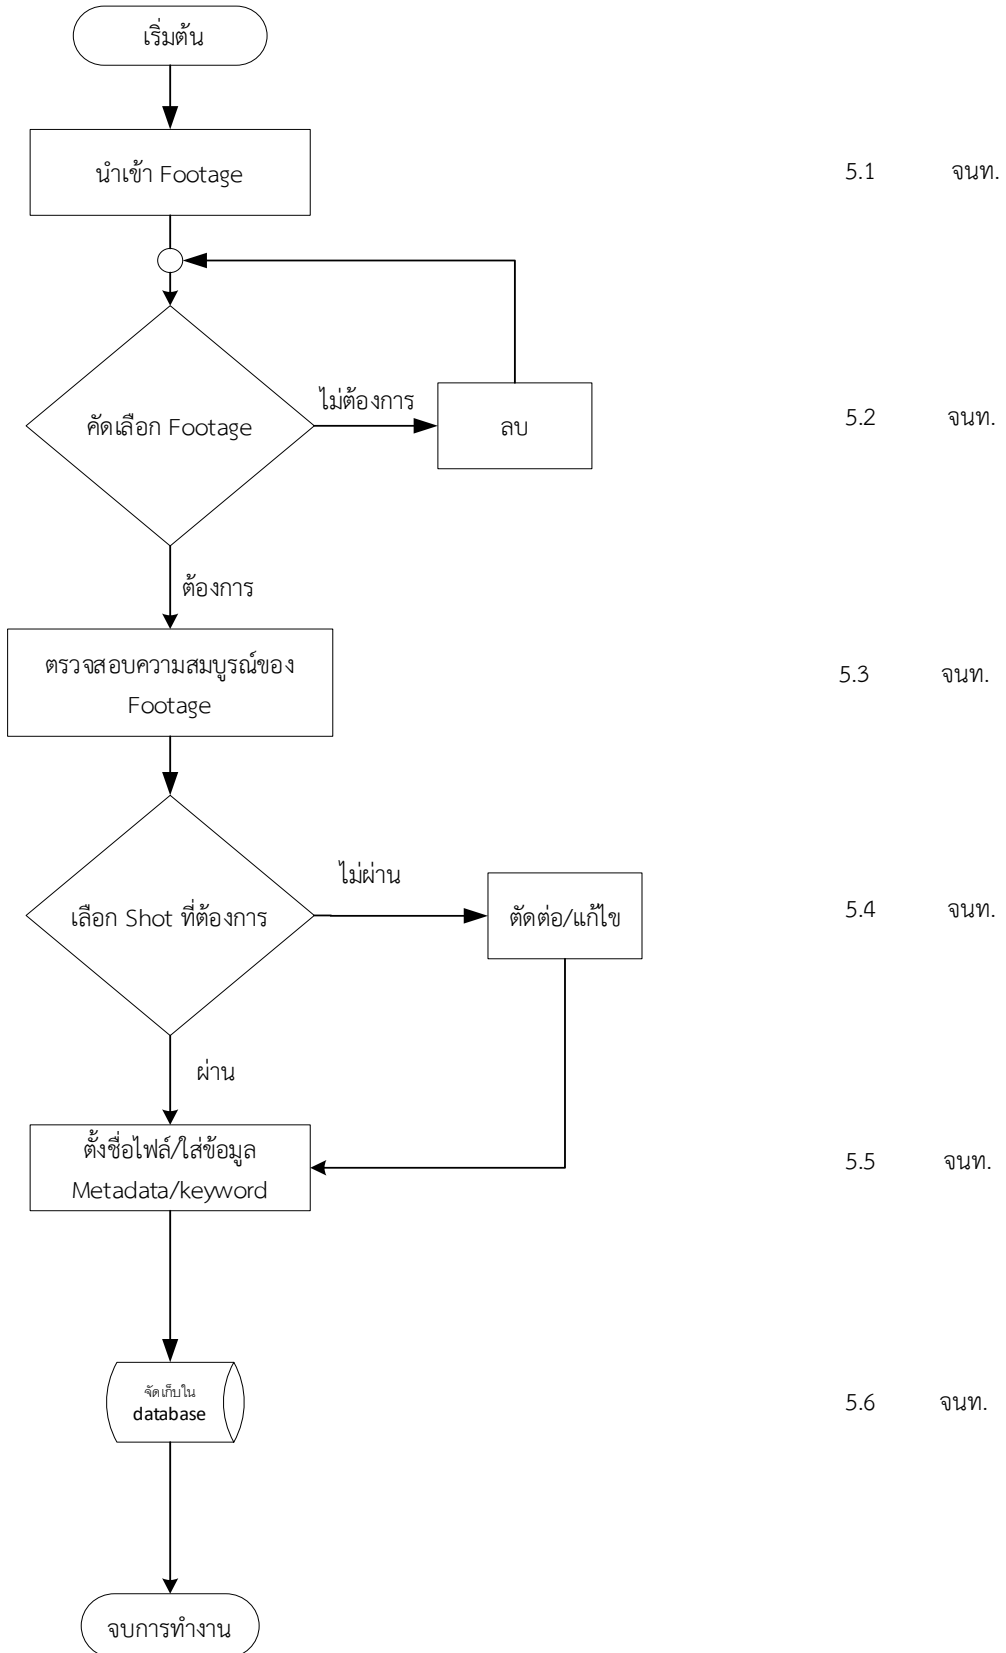 เริ่มต้น
นำเข้า Footage
5.1 จนท.
คัดเลือก Footage
ไม่ต้องการ
ลบ
5.2 จนท.
ต้องการ
ตรวจสอบความสมบูรณ์ของ
Footage
5.3 จนท.
เลือก Shot ที่ต้องการ
ไม่ผ่าน
ตัดต่อ/แก้ไข
5.4 จนท.
ผ่าน
ตั้งชื่อไฟล์/ใส่ข้อมูล
Metadata/keyword
5.5 จนท.
จัดเก็บใน
database
5.6 จนท.
จบการทำงาน